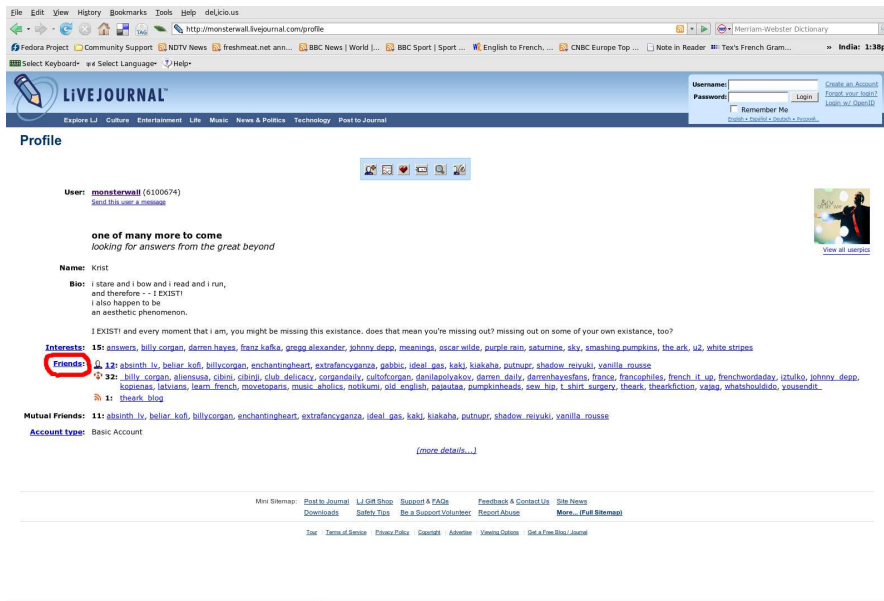 File Edit View History Bookmarks Tools Help del,icio.us
http://monsterwall.livejournal.com/profile Merriam-Webster Dictionary
Fedora Project Community Support NDTV News freshmeat.net ann... BBC News | World |... BBC Sport | Sport ... English to French, ... CNBC Europe Top ... Note in Reader Tex's French Gram... » India: 1:38p
Select Keyboard Select Language Help
LiVEJOURNAL™
Username: Create an Account
Password: Login Forgot your login?
Remember Me Login w/ OpenID
English • Español • Deutsch • Русский...
Explore LJ Culture Entertainment Life Music News & Politics Technology Post to Journal
Profile
User: monsterwall (6100674)
Send this user a message
View all userpics
one of many more to come
looking for answers from the great beyond
Name: Krist
Bio: i stare and i bow and i read and i run,
and therefore - - I EXIST!
i also happen to be
an aesthetic phenomenon.
I EXIST! and every moment that i am, you might be missing this existance. does that mean you're missing out? missing out on some of your own existance, too?
Interests: 15: answers, billy corgan, darren hayes, franz kafka, gregg alexander, johnny depp, meanings, oscar wilde, purple rain, saturnine, sky, smashing pumpkins, the ark, u2, white stripes
Friends: 12: absinth_lv, beliar_kofi, billycorgan, enchantingheart, extrafancyganza, gabbic, ideal_gas, kakj, kiakaha, putnupr, shadow_reiyuki, vanilla_rousse
32: _billy_corgan, aliensusa, cibini, cibinji, club_delicacy, corgandaily, cultofcorgan, danilapolyakov, darren_daily, darrenhayesfans, france, francophiles, french_it_up, frenchwordaday, iztulko, johnny_depp,
kopienas, latvians, learn_french, movetoparis, music_aholics, notikumi, old_english, pajautaa, pumpkinheads, sew_hip, t_shirt_surgery, theark, thearkfiction, vajag, whatshouldido, yousendit_
1: theark_blog
Mutual Friends: 11: absinth_lv, beliar_kofi, billycorgan, enchantingheart, extrafancyganza, ideal_gas, kakj, kiakaha, putnupr, shadow_reiyuki, vanilla_rousse
Account type: Basic Account
(more details...)
Mini Sitemap: Post to Journal LJ Gift Shop Support & FAQs Feedback & Contact Us Site News
Downloads Safety Tips Be a Support Volunteer Report Abuse More... (Full Sitemap)
Tour Terms of Service Privacy Policy Copyright Advertise Viewing Options Get a Free Blog / Journal